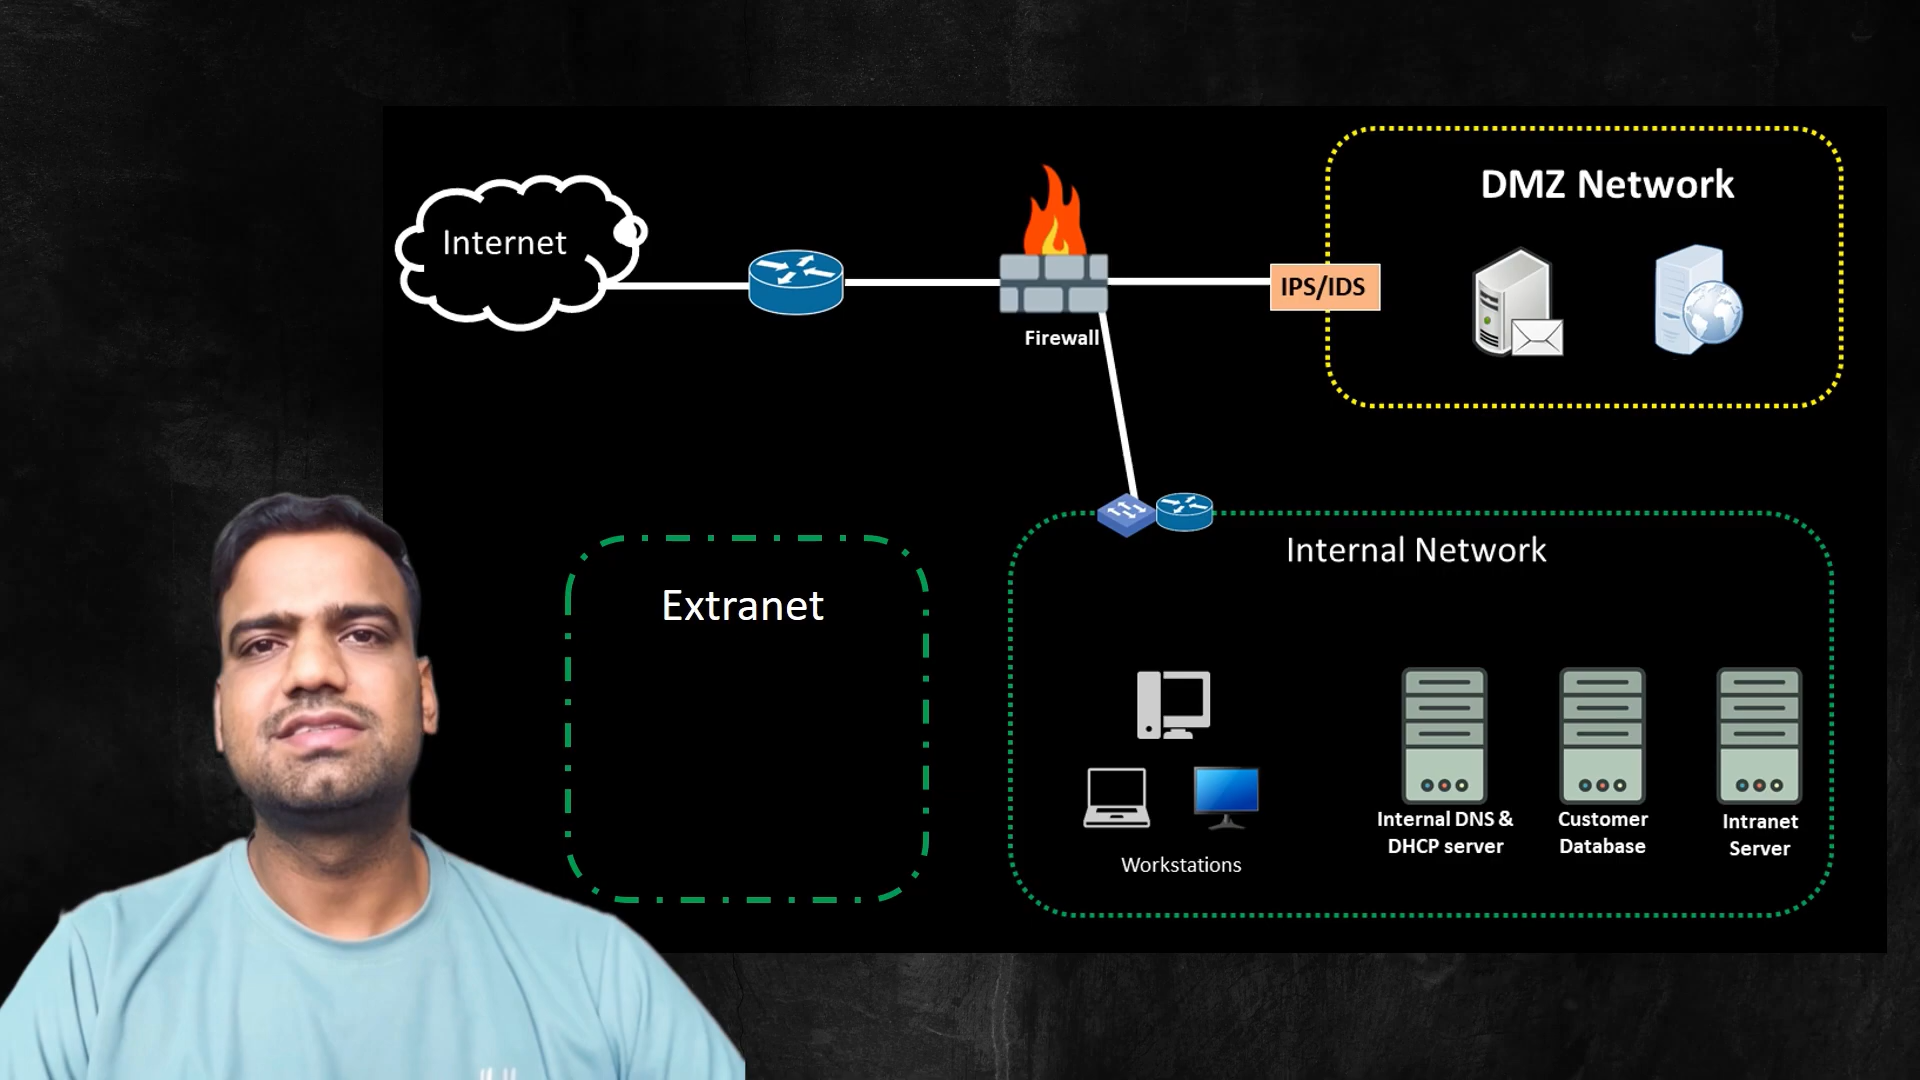 DMZ Network
Internet
IPS/IDS
Firewall
Internal Network
Extranet
Internal DNS &
DHCP server
Customer
Database
Intranet
Server
Workstations